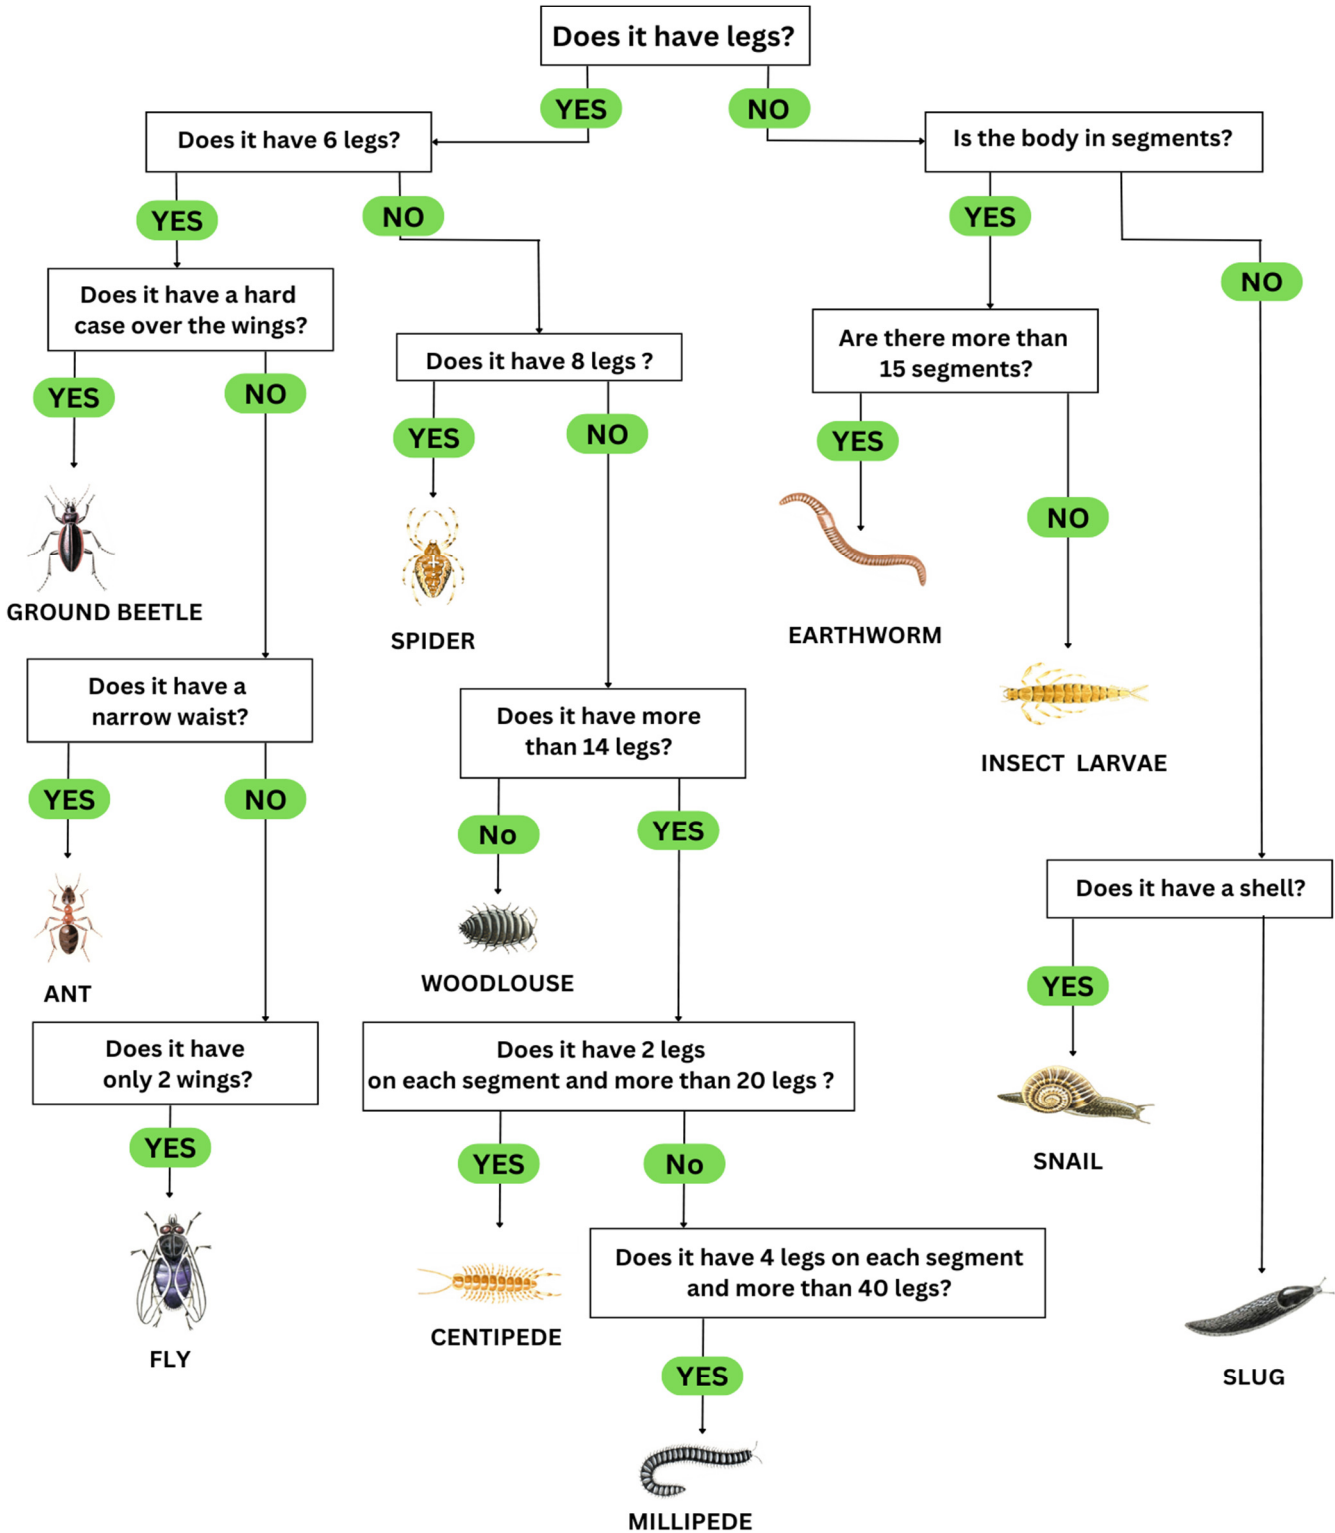 Does it have legs?
YES
NO
Does it have 6 legs?
Is the body in segments?
YES
NO
YES
NO
Does it have a hard
case over the wings?
Does it have 8 legs ?
Are there more than
15 segments?
YES
NO
YES
NO
YES
NO
GROUND BEETLE
SPIDER
EARTHWORM
INSECT LARVAE
Does it have a
narrow waist?
Does it have more
than 14 legs?
YES
NO
No
YES
Does it have a shell?
ANT
WOODLOUSE
YES
Does it have
only 2 wings?
Does it have 2 legs
on each segment and more than 20 legs ?
YES
YES
No
SNAIL
Does it have 4 legs on each segment
and more than 40 legs?
FLY
CENTIPEDE
YES
SLUG
MILLIPEDE